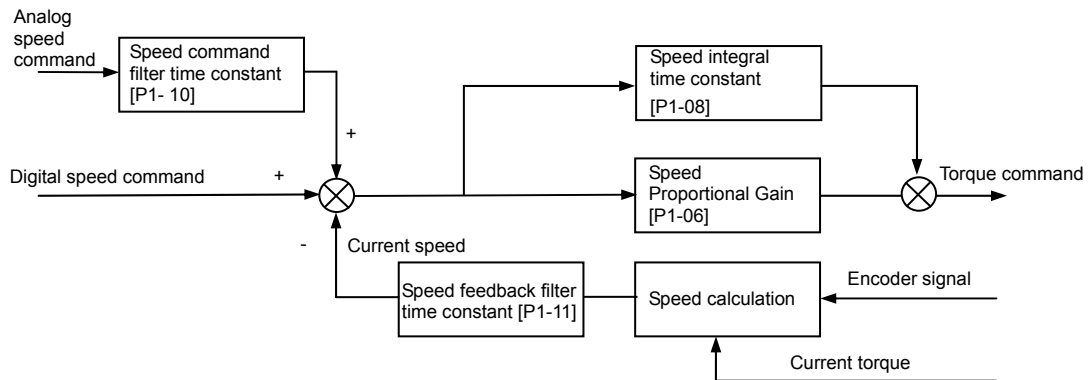 Analog
speed
command
Speed command
filter time constant
[P1- 10]
Speed integral
time constant
[P1-08]
+
Digital speed command
+
Speed
Proportional Gain
[P1-06]
Torque command
-
Current speed
Speed feedback filter
time constant [P1-11]
Speed calculation
Encoder signal
Current torque